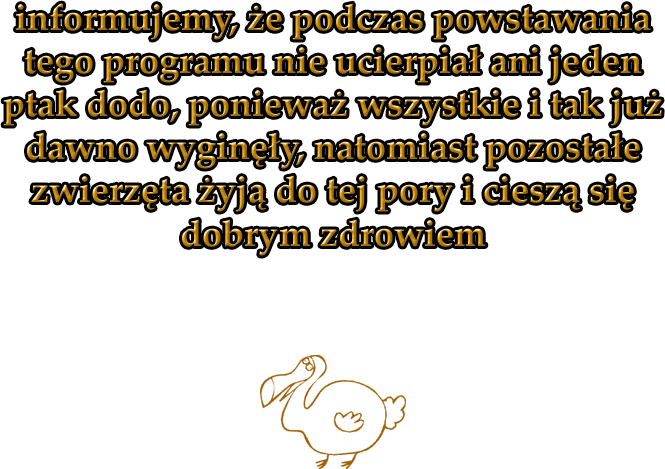 informujemy, że podczas powstawania
tego programu nie ucierpiał ani jeden
ptak dodo, ponieważ wszystkie i tak już
dawno wyginęły, natomiast pozostałe
zwierzęta żyją do tej pory i cieszą się
dobrym zdrowiem